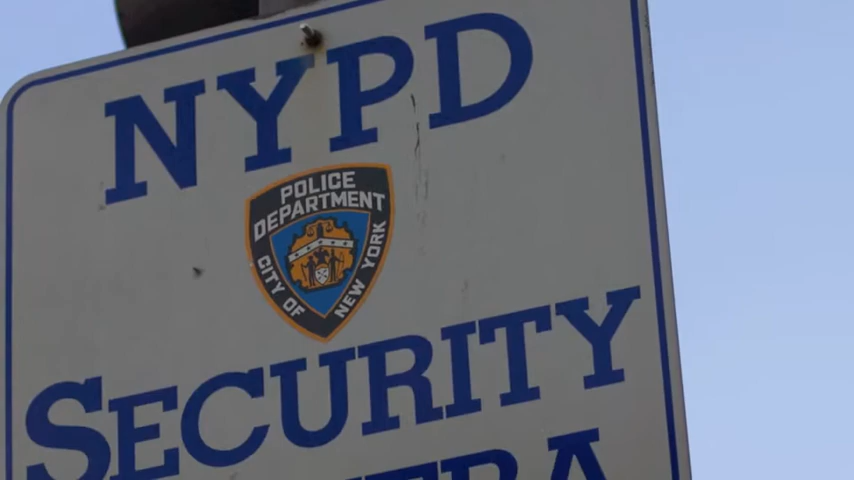 NYPD
POLICE
DEPARTMENT
CITY OF
NEW YORK
SECURITY